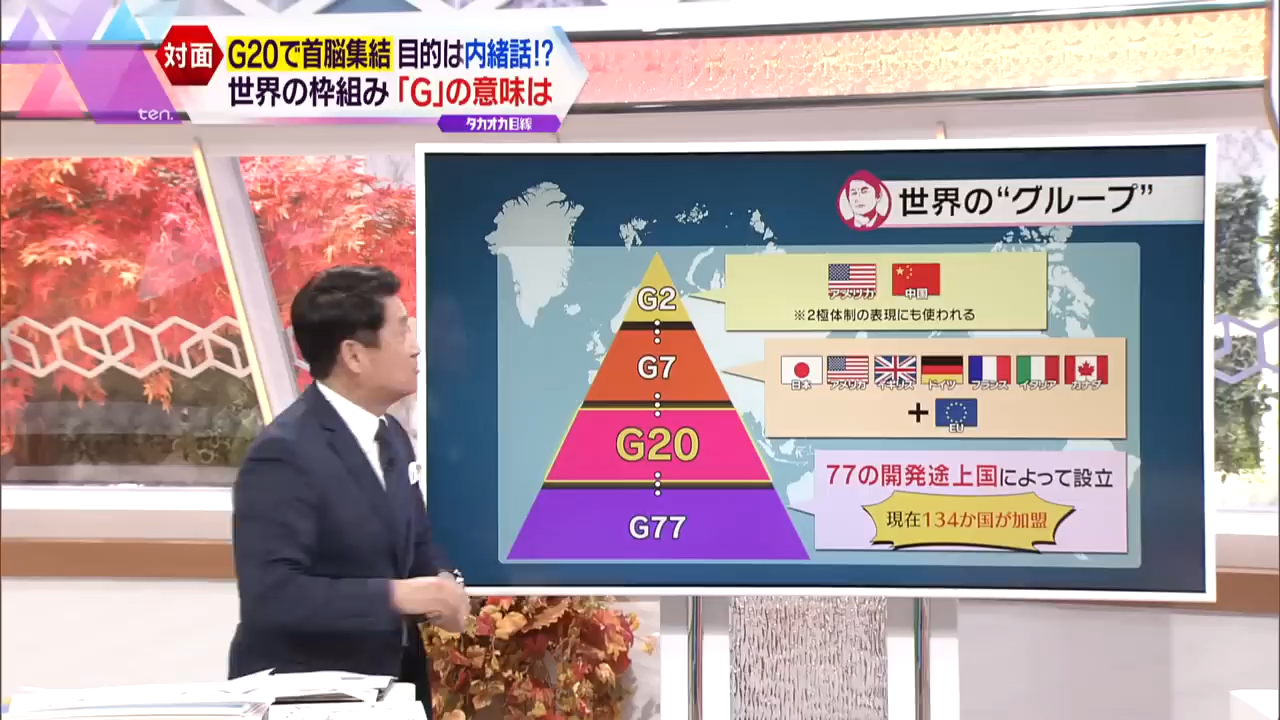 対面
G20で首脳集結 目的は内緒話!?
世界の枠組み「G」の意味は
ten.
タカオカ目線
世界の“グループ”
G2
アメリカ
中国
※2極体制の表現にも使われる
G7
日本
アメリカ
イギリス
ドイツ
フランス
イタリア
カナダ
+
EU
G20
77の開発途上国によって設立
現在134か国が加盟
G77